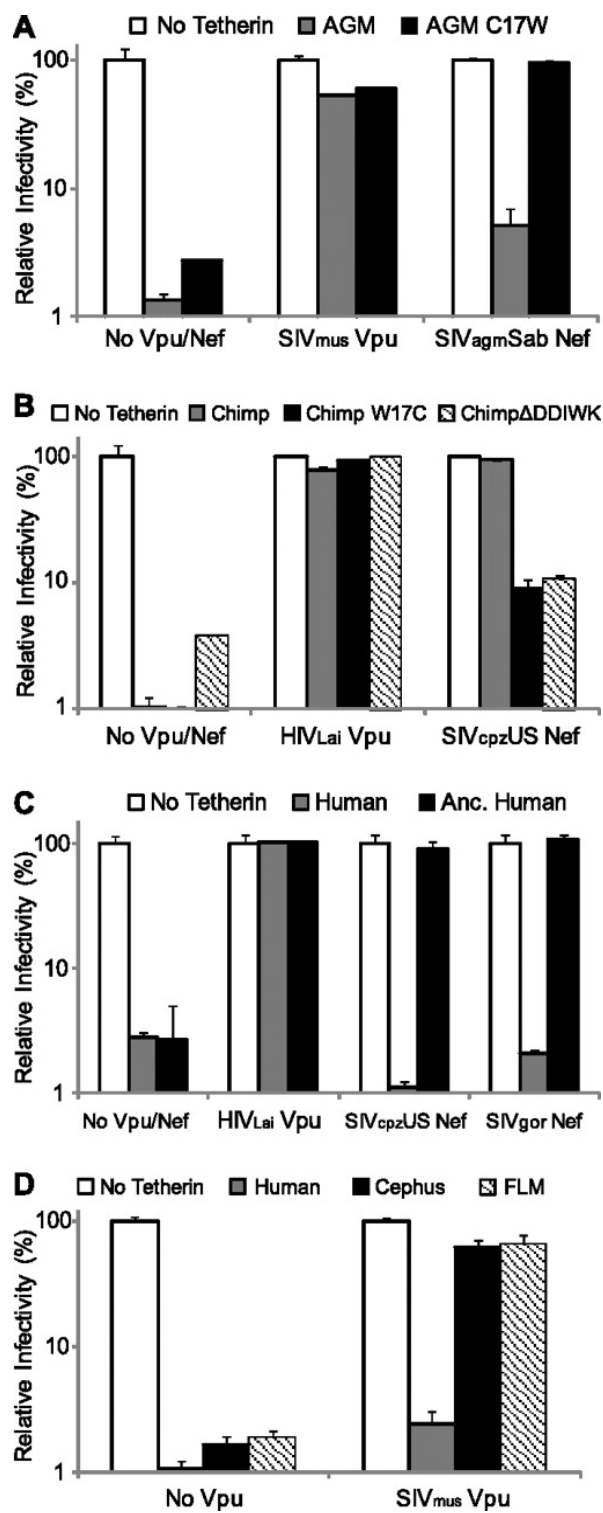 A
No Tetherin AGM AGM C17W
Relative Infectivity (%)
100
10
1
No Vpu/Nef SIVmus Vpu SIVagmSab Nef
B
No Tetherin Chimp Chimp W17C ChimpΔDDIWK
Relative Infectivity (%)
100
10
1
No Vpu/Nef HIVLai Vpu SIVcpzUS Nef
C
No Tetherin Human Anc. Human
Relative Infectivity (%)
100
10
1
No Vpu/Nef HIVLai Vpu SIVcpzUS Nef SIVgor Nef
D
No Tetherin Human Cephus FLM
Relative Infectivity (%)
100
10
1
No Vpu SIVmus Vpu